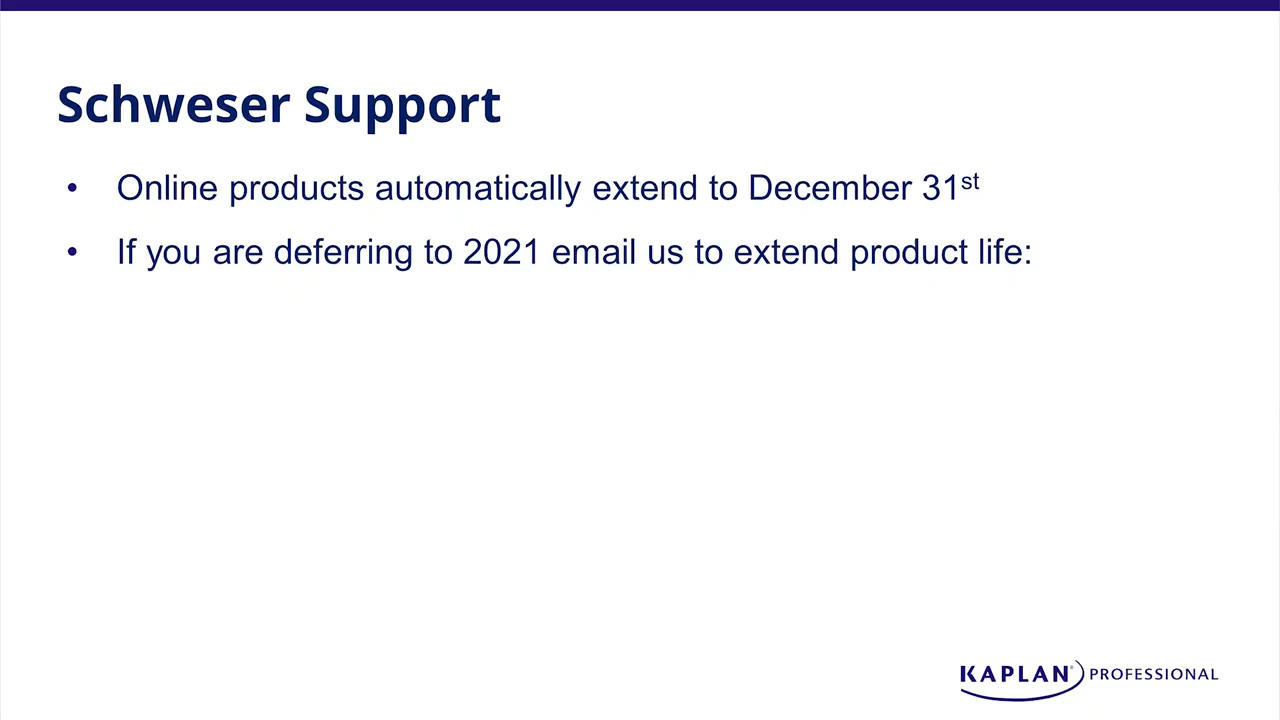 Schweser Support
• Online products automatically extend to December 31st
• If you are deferring to 2021 email us to extend product life:
KAPLAN® PROFESSIONAL